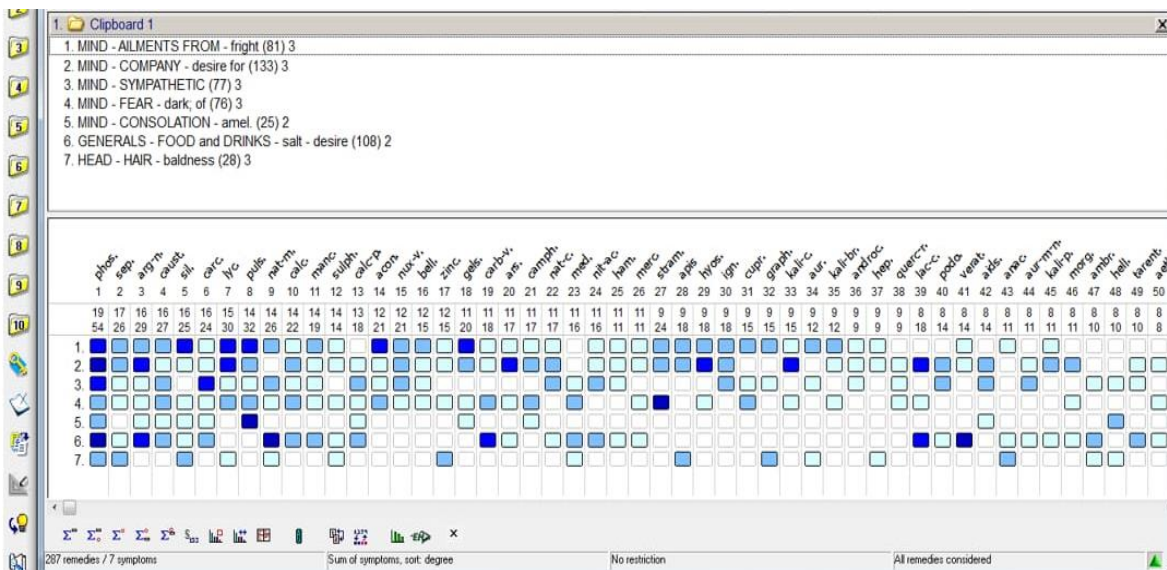 1. Clipboard 1
X
1. MIND - AILMENTS FROM - fright (81) 3
2. MIND - COMPANY - desire for (133) 3
3. MIND - SYMPATHETIC (77) 3
4. MIND - FEAR - dark; of (76) 3
5. MIND - CONSOLATION - amel. (25) 2
6. GENERALS - FOOD and DRINKS - salt - desire (108) 2
7. HEAD - HAIR - baldness (28) 3
3
4
5
6
7
8
9
10
phos. sep. arg-n. caust. sil. carc. lyc. puls. nat-m. calc. manc. sulph. calc-p. acon. nux-v. bell. zinc. gels. carb-v. ars. camph. nat-c. med. nit-ac. ham. merc. stram. apis hyos. ign. cupr. graph. kali-c. aur. kali-br. androc. hep. querc-r. lac-c. podo. verat. aids. anac. aur-m-n. kali-p. morg. ambr. hell. tarent.
1 2 3 4 5 6 7 8 9 10 11 12 13 14 15 16 17 18 19 20 21 22 23 24 25 26 27 28 29 30 31 32 33 34 35 36 37 38 39 40 41 42 43 44 45 46 47 48 49 50
19 17 16 16 16 16 15 14 14 14 14 14 13 12 12 12 12 11 11 11 11 11 11 11 11 11 9 9 9 9 9 9 9 9 9 9 9 8 8 8 8 8 8 8 8 8 8 8 8 8
54 26 29 27 25 24 30 32 26 22 19 14 18 21 21 15 15 20 18 17 17 17 16 16 11 11 24 18 18 18 15 15 15 12 12 9 9 8 18 14 14 14 11 11 11 11 10 10 10 8
1.
2.
3.
4.
5.
6.
7.
287 remedies / 7 symptoms
Sum of symptoms, sort: degree
No restriction
All remedies considered